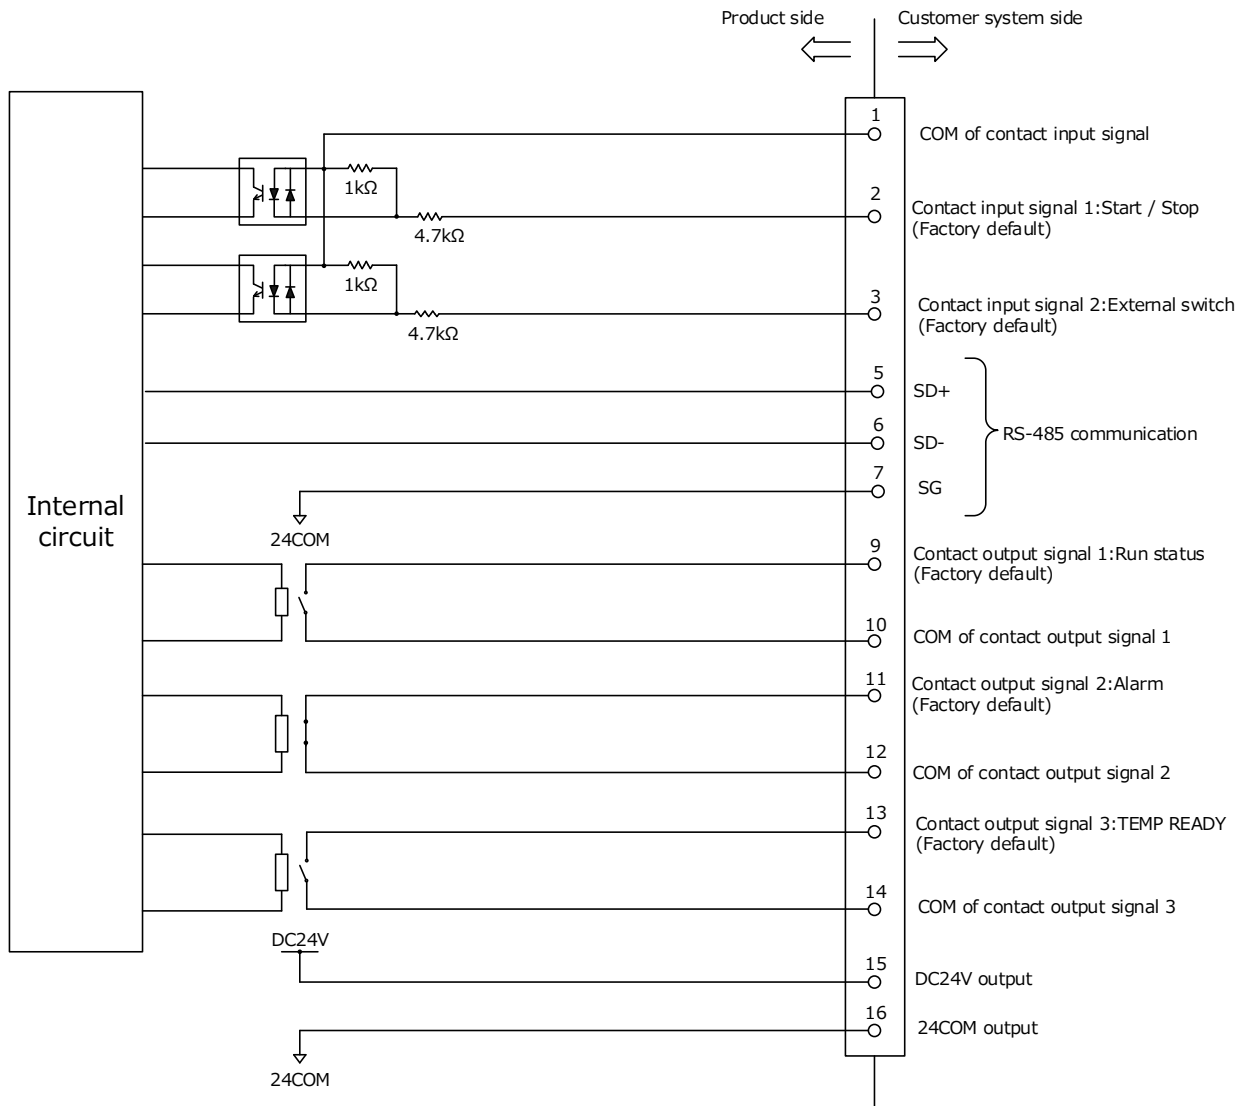 Product side
Customer system side
1
COM of contact input signal
1kΩ
2
Contact input signal 1:Start / Stop
(Factory default)
4.7kΩ
1kΩ
3
Contact input signal 2:External switch
(Factory default)
4.7kΩ
5
SD+
6
SD-
RS-485 communication
7
SG
Internal
circuit
24COM
9
Contact output signal 1:Run status
(Factory default)
10
COM of contact output signal 1
11
Contact output signal 2:Alarm
(Factory default)
12
COM of contact output signal 2
13
Contact output signal 3:TEMP READY
(Factory default)
14
COM of contact output signal 3
DC24V
15
DC24V output
16
24COM output
24COM